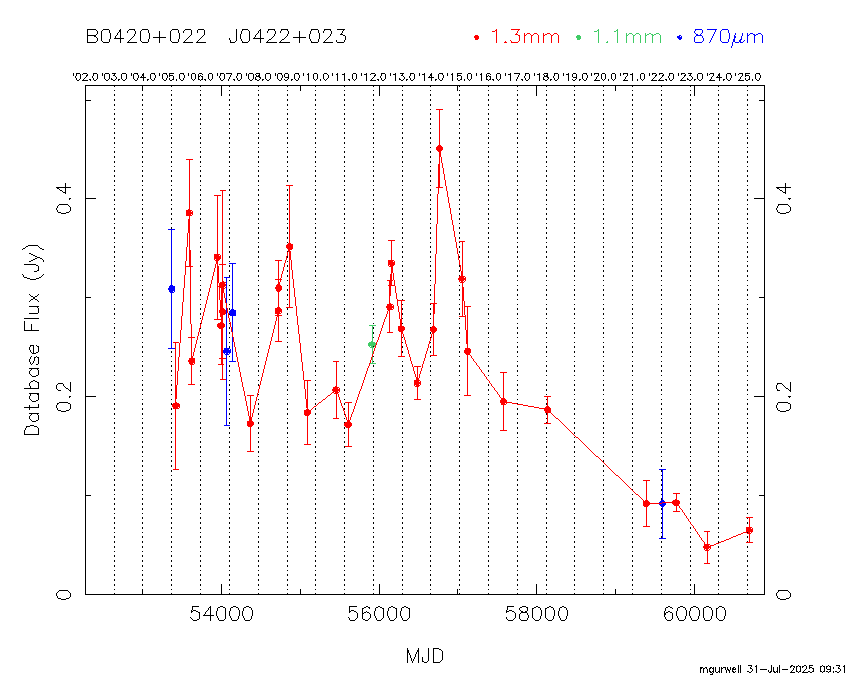 B0420+022 J0422+023 1.3mm 1.1mm 870µm
'02.0 '03.0 '04.0 '05.0 '06.0 '07.0 '08.0 '09.0 '10.0 '11.0 '12.0 '13.0 '14.0 '15.0 '16.0 '17.0 '18.0 '19.0 '20.0 '21.0 '22.0 '23.0 '24.0 '25.0
0.4 0.4
Database Flux (Jy)
0.2 0.2
0 0
54000 56000 58000 60000
MJD
mgurwell 31-Jul-2025 09:31